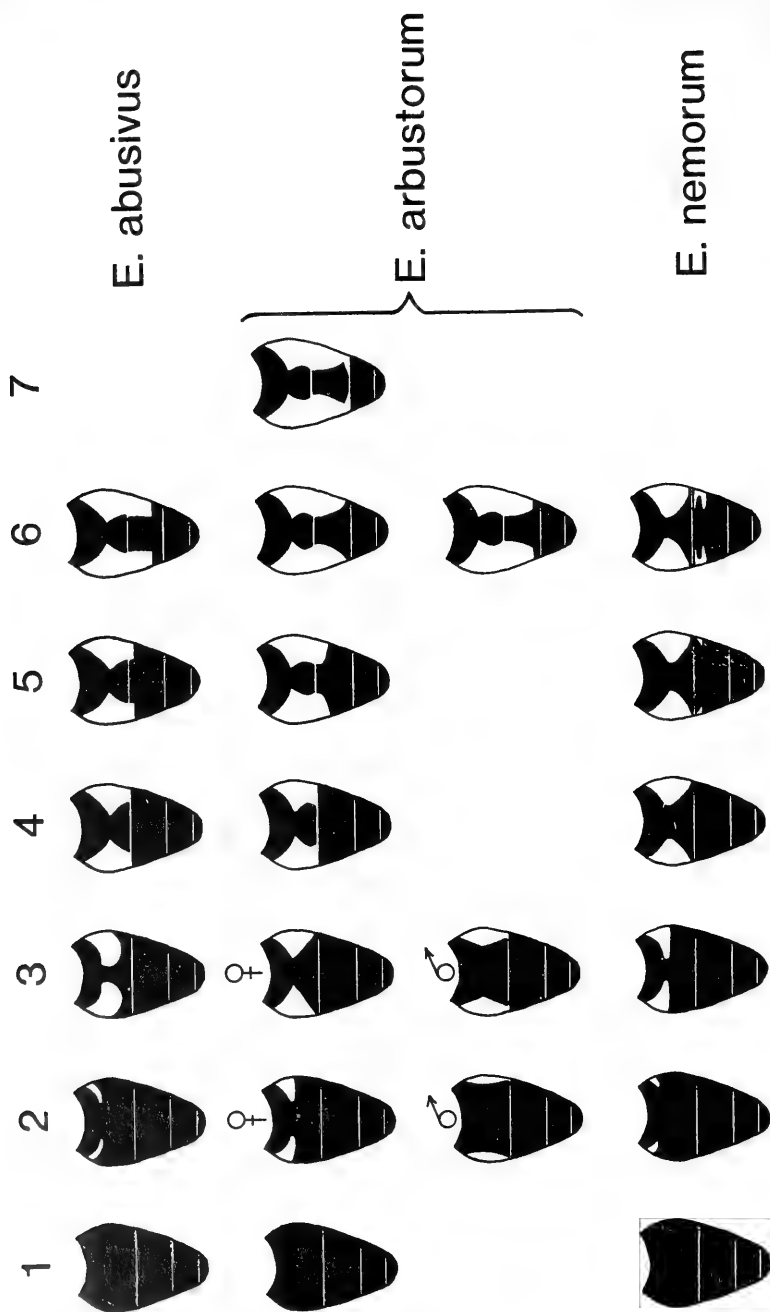 1 2 3 4 5 6 7
E. abusivus
♀ ♀
E. arbustorum
♂ ♂
E. nemorum